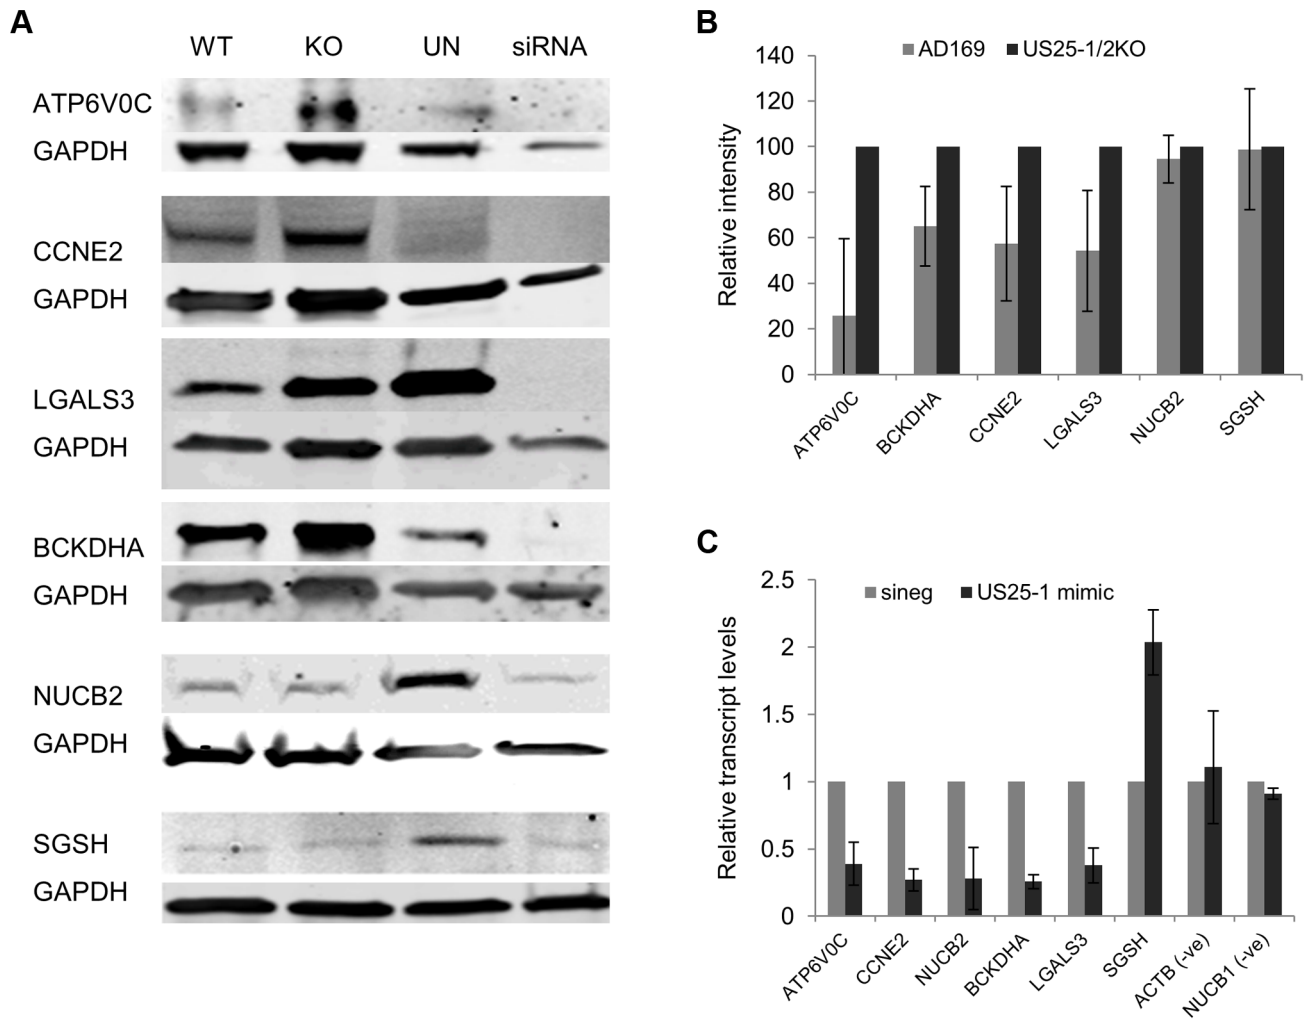 A
WT KO UN siRNA
ATP6V0C
GAPDH
CCNE2
GAPDH
LGALS3
GAPDH
BCKDHA
GAPDH
NUCB2
GAPDH
SGSH
GAPDH
B
AD169 US25-1/2KO
Relative intensity
140
120
100
80
60
40
20
0
ATP6V0C BCKDHA CCNE2 LGALS3 NUCB2 SGSH
C
sineg US25-1 mimic
Relative transcript levels
2.5
2
1.5
1
0.5
0
ATP6V0C CCNE2 NUCB2 BCKDHA LGALS3 SGSH ACTB (-ve) NUCB1 (-ve)